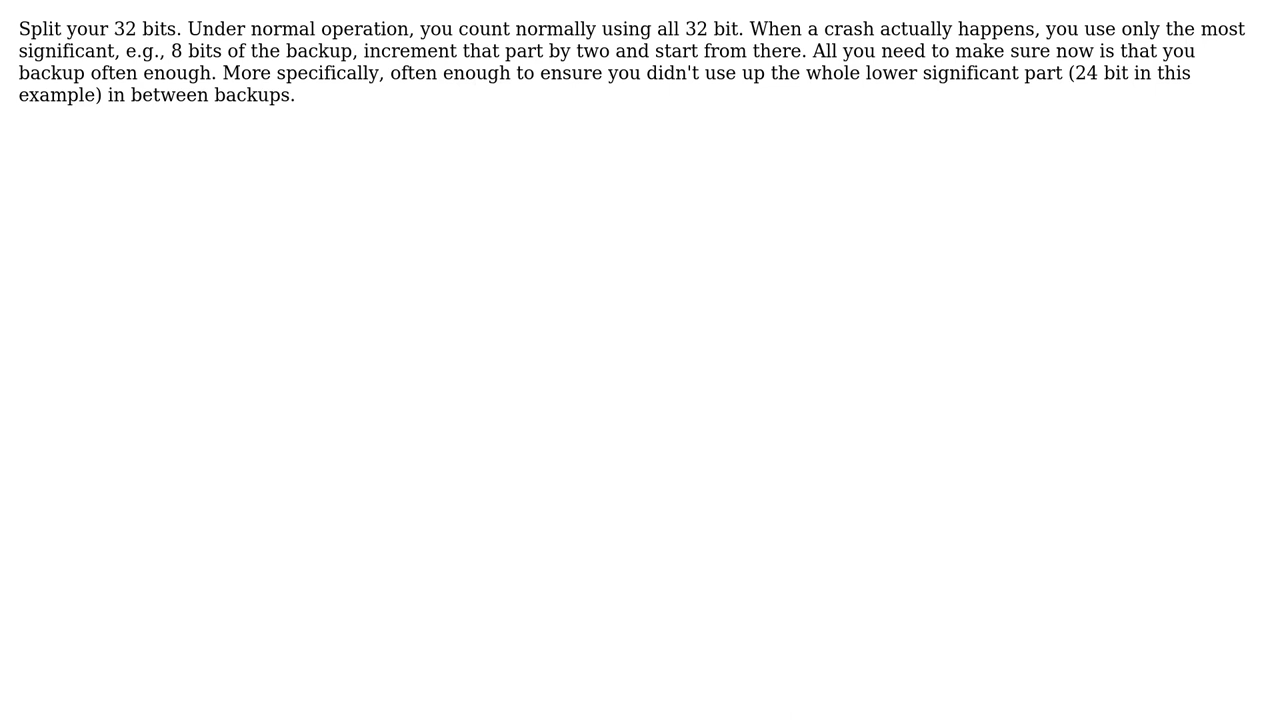 Split your 32 bits. Under normal operation, you count normally using all 32 bit. When a crash actually happens, you use only the most
significant, e.g., 8 bits of the backup, increment that part by two and start from there. All you need to make sure now is that you
backup often enough. More specifically, often enough to ensure you didn't use up the whole lower significant part (24 bit in this
example) in between backups.